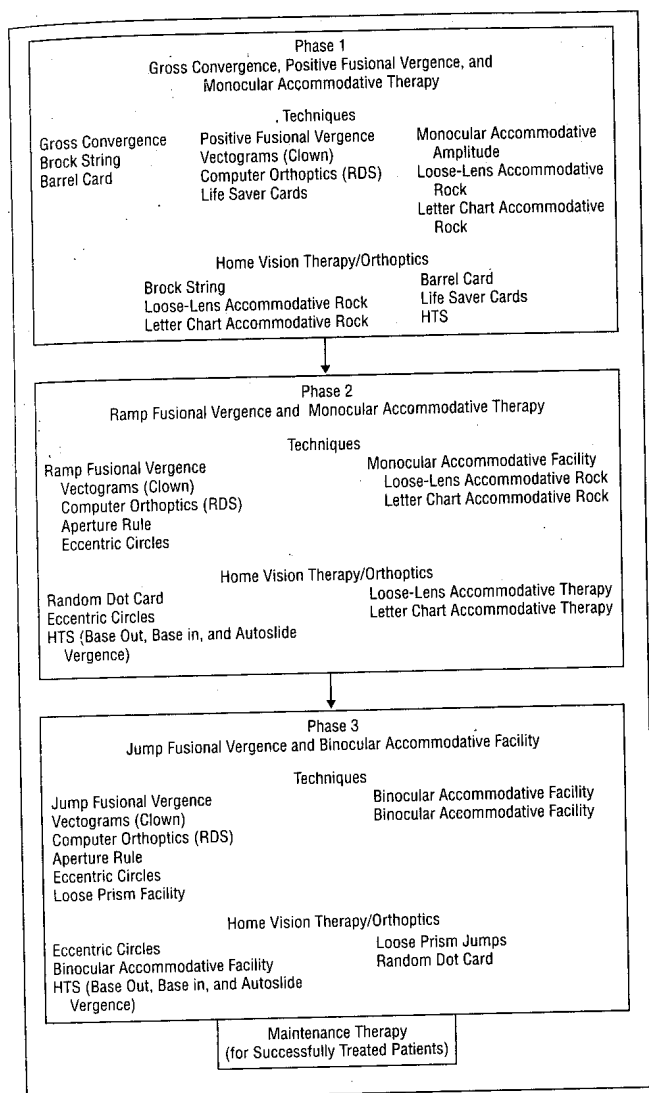 Phase 1
Gross Convergence, Positive Fusional Vergence, and
Monocular Accommodative Therapy
Techniques
Gross Convergence
Brock String
Barrel Card
Positive Fusional Vergence
Vectograms (Clown)
Computer Orthoptics (RDS)
Life Saver Cards
Monocular Accommodative
Amplitude
Loose-Lens Accommodative
Rock
Letter Chart Accommodative
Rock
Home Vision Therapy/Orthoptics
Brock String
Loose-Lens Accommodative Rock
Letter Chart Accommodative Rock
Barrel Card
Life Saver Cards
HTS
Phase 2
Ramp Fusional Vergence and Monocular Accommodative Therapy
Techniques
Ramp Fusional Vergence
Vectograms (Clown)
Computer Orthoptics (RDS)
Aperture Rule
Eccentric Circles
Monocular Accommodative Facility
Loose-Lens Accommodative Rock
Letter Chart Accommodative Rock
Home Vision Therapy/Orthoptics
Random Dot Card
Eccentric Circles
HTS (Base Out, Base in, and Autoslide
Vergence)
Loose-Lens Accommodative Therapy
Letter Chart Accommodative Therapy
Phase 3
Jump Fusional Vergence and Binocular Accommodative Facility
Techniques
Jump Fusional Vergence
Vectograms (Clown)
Computer Orthoptics (RDS)
Aperture Rule
Eccentric Circles
Loose Prism Facility
Binocular Accommodative Facility
Binocular Accommodative Facility
Home Vision Therapy/Orthoptics
Eccentric Circles
Binocular Accommodative Facility
HTS (Base Out, Base in, and Autoslide
Vergence)
Loose Prism Jumps
Random Dot Card
Maintenance Therapy
(for Successfully Treated Patients)